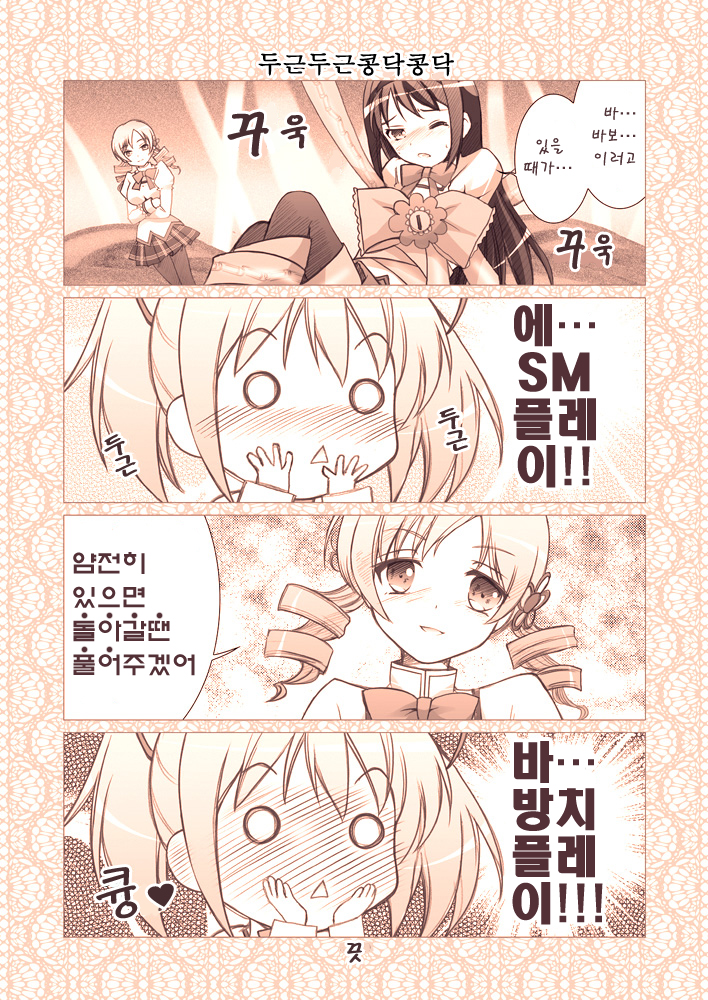 두근두근콩닥콩닥
바…
바보…
이러고
있을
때가…
꾸욱
꾸욱
에…
SM
플레
이!!
두근
두근
얌전히
있으면
돌아갈땐
풀어주겠어
바…
방치
플레
이!!!
큥♥
끗